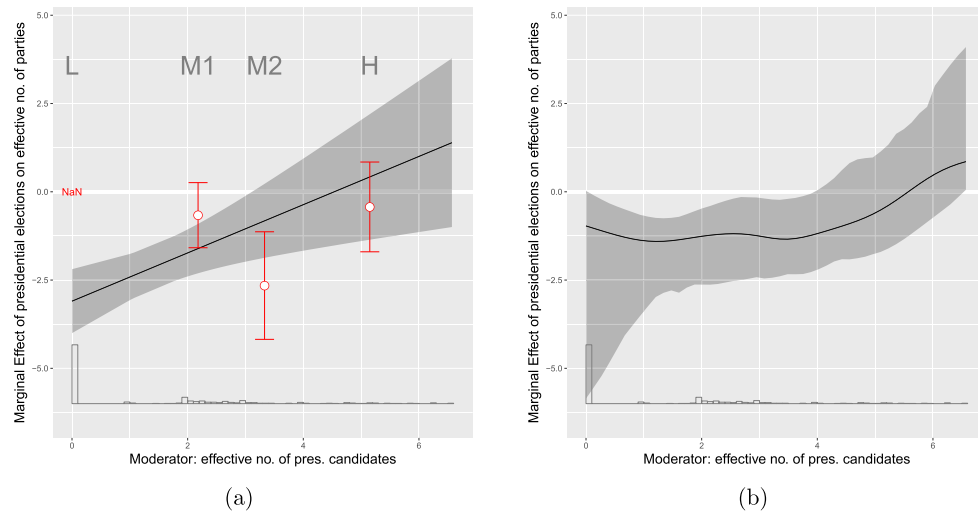 Marginal Effect of presidential elections on effective no. of parties
5.0
2.5
0.0
−2.5
−5.0
L
M1
M2
H
NaN
0
2
4
6
Moderator: effective no. of pres. candidates
(a)
Marginal Effect of presidential elections on effective no. of parties
5.0
2.5
0.0
−2.5
−5.0
0
2
4
6
Moderator: effective no. of pres. candidates
(b)